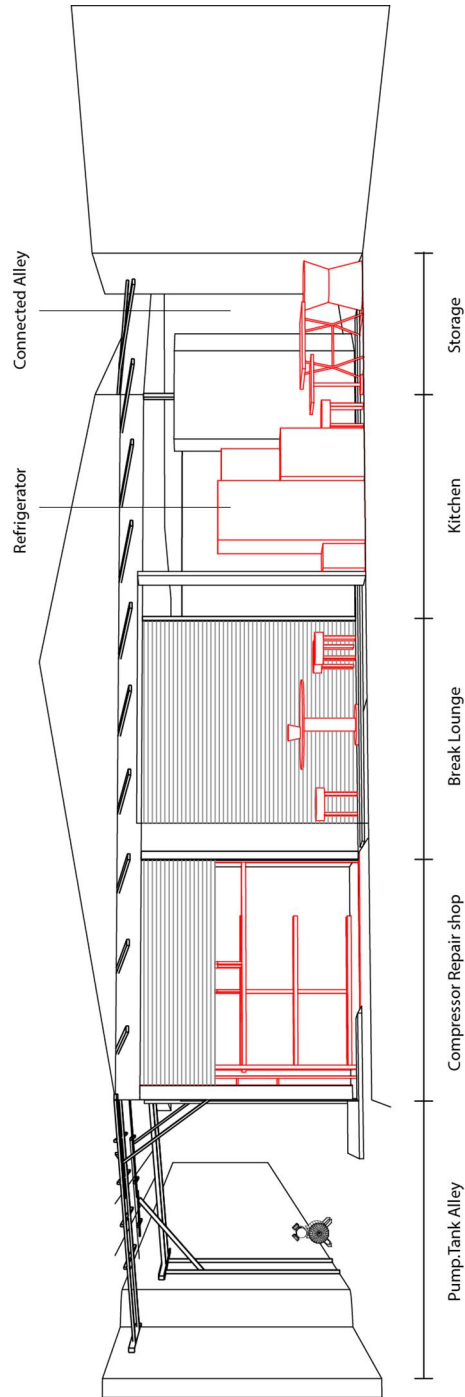 Refrigerator
Connected Alley
Pump.Tank Alley
Compressor Repair shop
Break Lounge
Kitchen
Storage